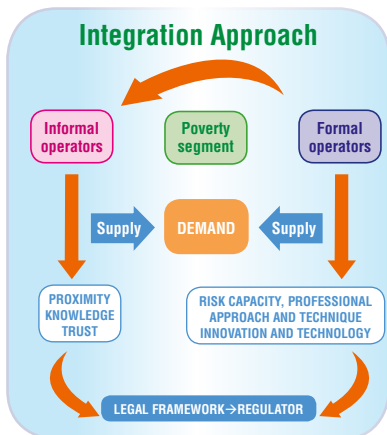 Integration Approach
Informal
operators
Poverty
segment
Formal
operators
Supply
DEMAND
Supply
PROXIMITY
KNOWLEDGE
TRUST
RISK CAPACITY, PROFESSIONAL
APPROACH AND TECHNIQUE
INNOVATION AND TECHNOLOGY
LEGAL FRAMEWORK→REGULATOR